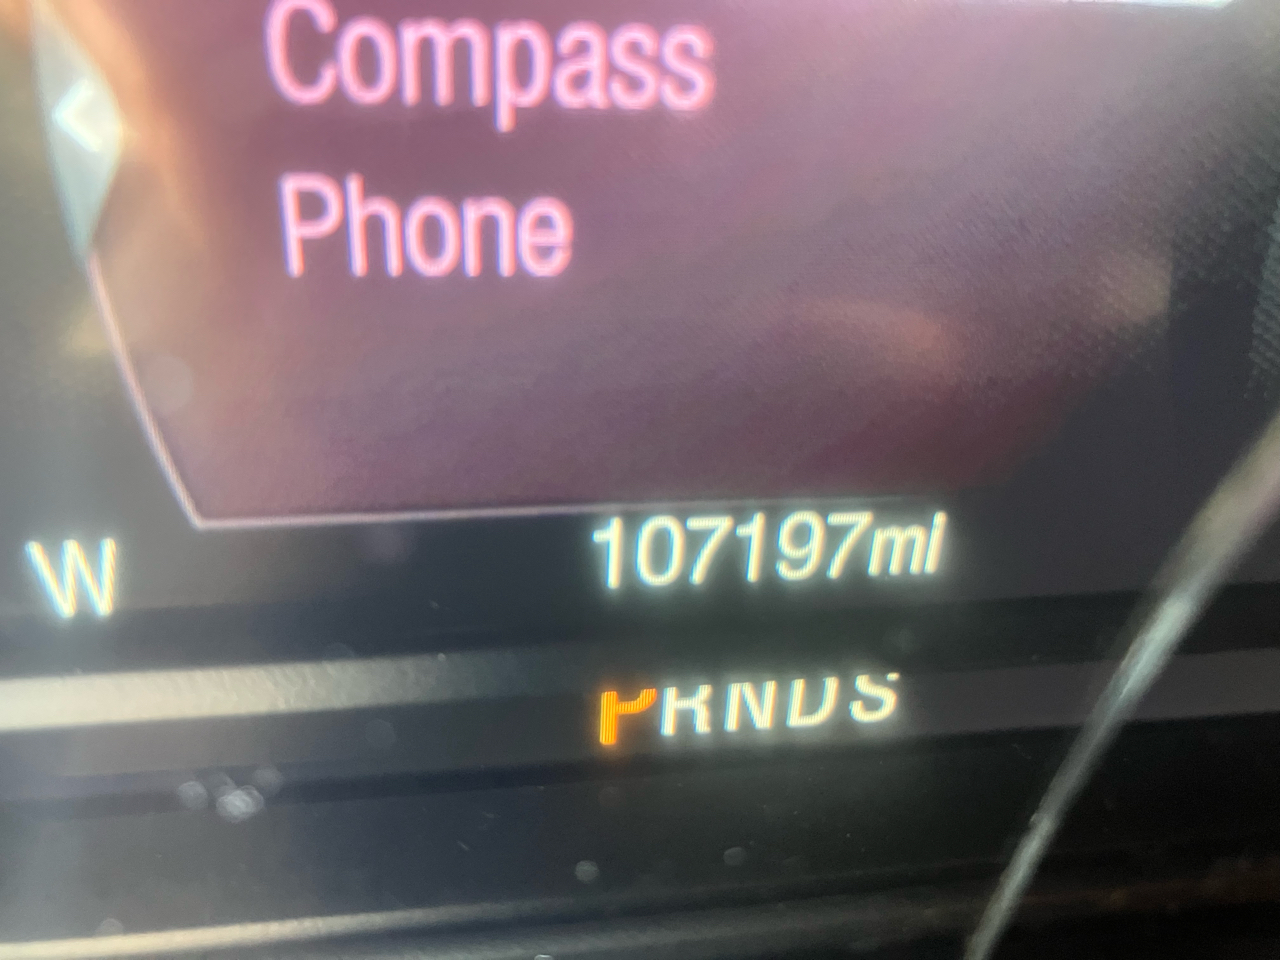 Compass
Phone
W
107197mi
PRNDS